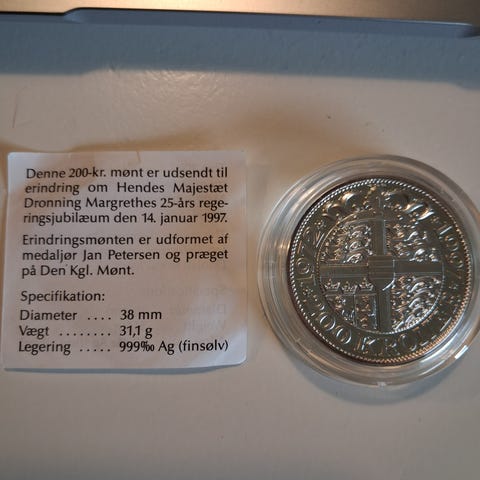 Denne 200-kr. mønt er udsendt til
erindring om Hendes Majestæt
Dronning Margrethes 25-års rege-
ringsjubilæum den 14. januar 1997.
Erindringsmønten er udformet af
medaljør Jan Petersen og præget
på Den Kgl. Mønt.
Specifikation:
Diameter .... 38 mm
Vægt ........ 31,1 g
Legering ..... 999‰ Ag (finsølv)
1972
1997
200 KRONER